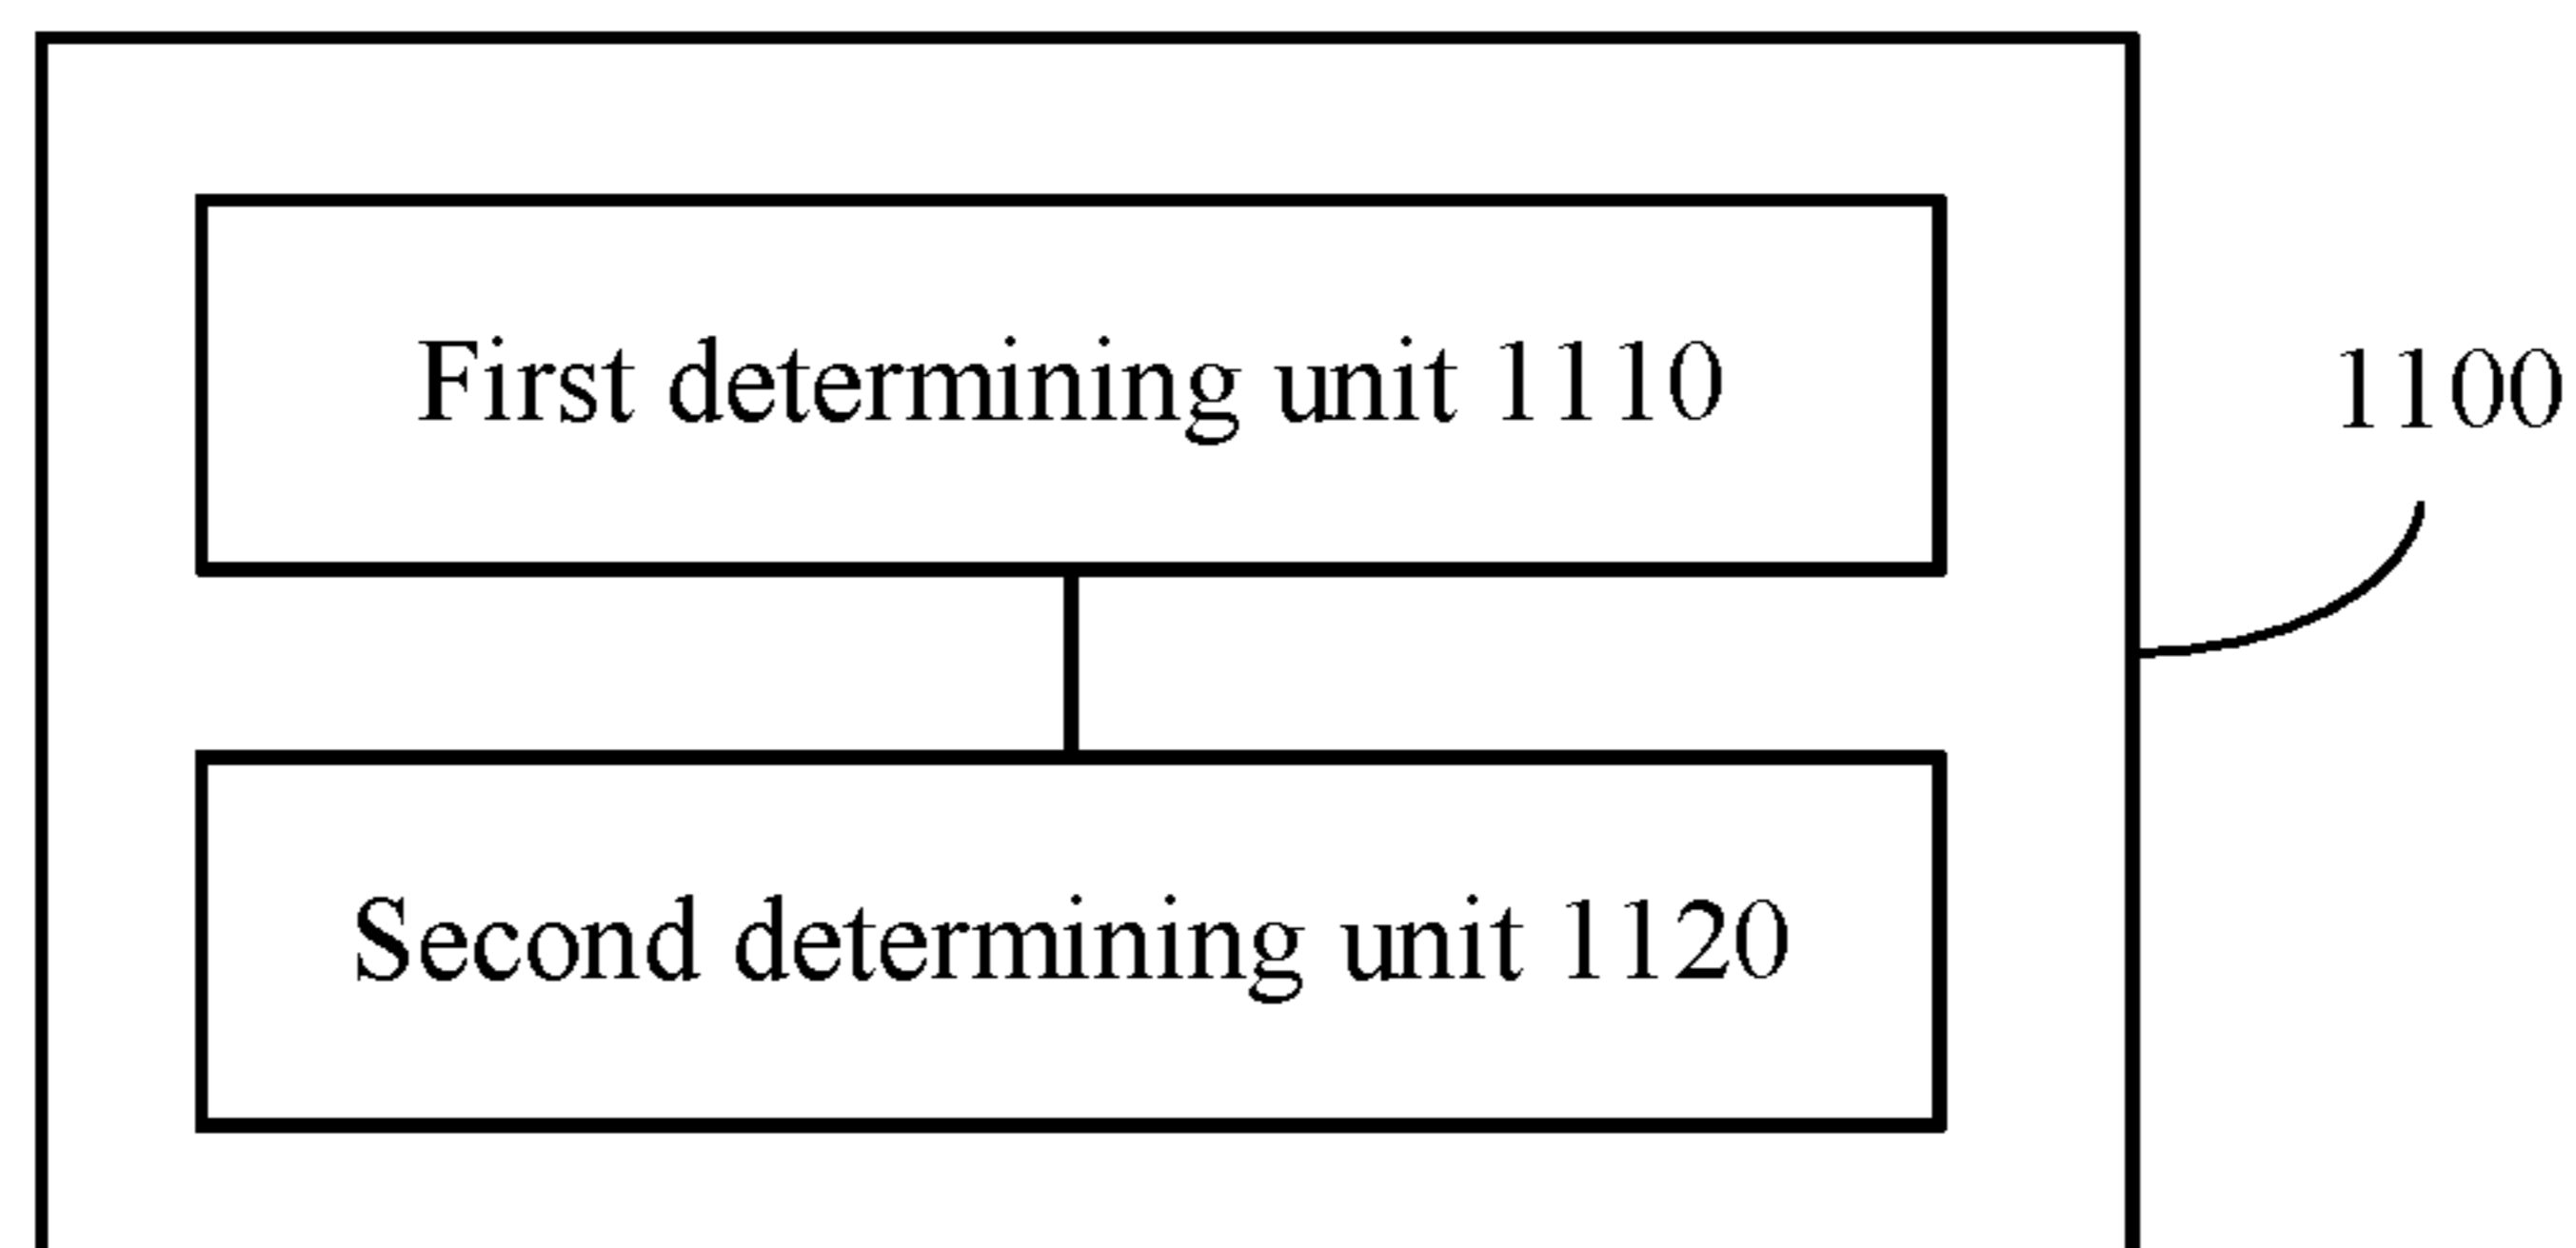 First determining unit 1110
1100
Second determining unit 1120